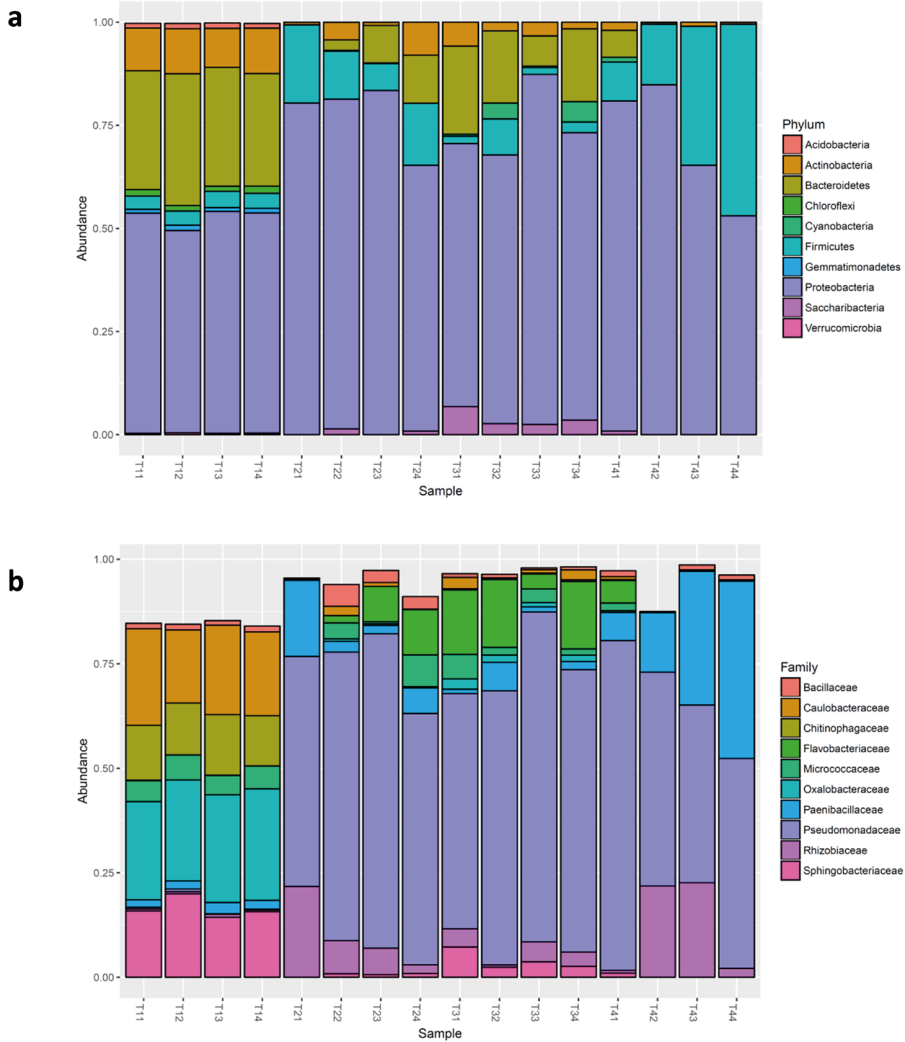 a
1.00
0.75
0.50
0.25
0.00
Abundance
T11 T12 T13 T14 T21 T22 T23 T24 T31 T32 T33 T34 T41 T42 T43 T44
Sample
Phylum
Acidobacteria
Actinobacteria
Bacteroidetes
Chloroflexi
Cyanobacteria
Firmicutes
Gemmatimonadetes
Proteobacteria
Saccharibacteria
Verrucomicrobia
b
1.00
0.75
0.50
0.25
0.00
Abundance
T11 T12 T13 T14 T21 T22 T23 T24 T31 T32 T33 T34 T41 T42 T43 T44
Sample
Family
Bacillaceae
Caulobacteraceae
Chitinophagaceae
Flavobacteriaceae
Micrococcaceae
Oxalobacteraceae
Paenibacillaceae
Pseudomonadaceae
Rhizobiaceae
Sphingobacteriaceae